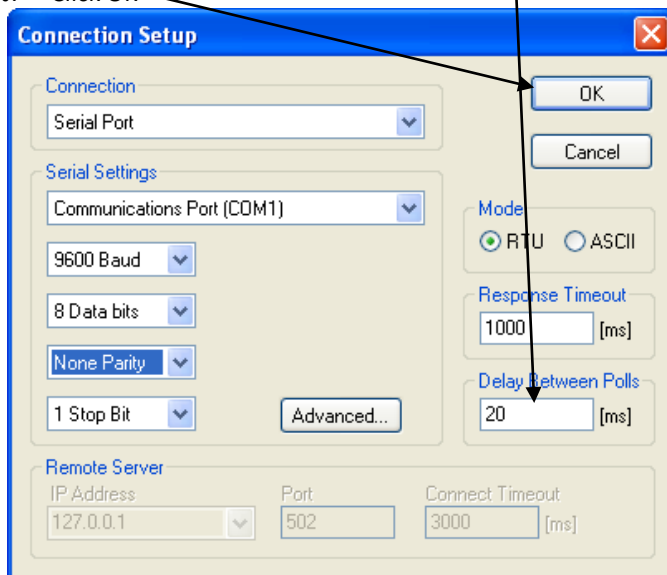 Connection Setup
Connection
OK
Serial Port
Cancel
Serial Settings
Communications Port (COM1)
Mode
RTU ASCII
9600 Baud
Response Timeout
8 Data bits
1000 [ms]
None Parity
Delay Between Polls
1 Stop Bit
Advanced...
20 [ms]
Remote Server
IP Address Port Connect Timeout
127.0.0.1 502 3000 [ms]